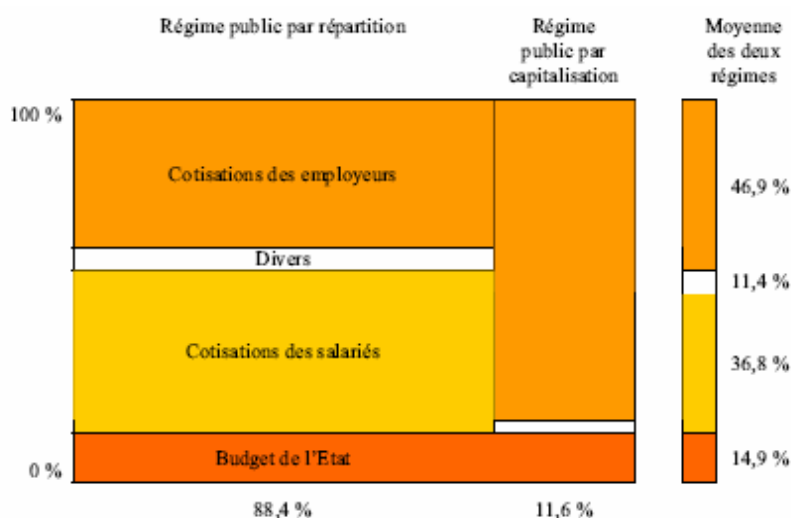 Régime public par répartition
Régime
public par
capitalisation
Moyenne
des deux
régimes
100 %
Cotisations des employeurs
46,9 %
Divers
11,4 %
Cotisations des salariés
36,8 %
Budget de l'Etat
14,9 %
0 %
88,4 %
11,6 %